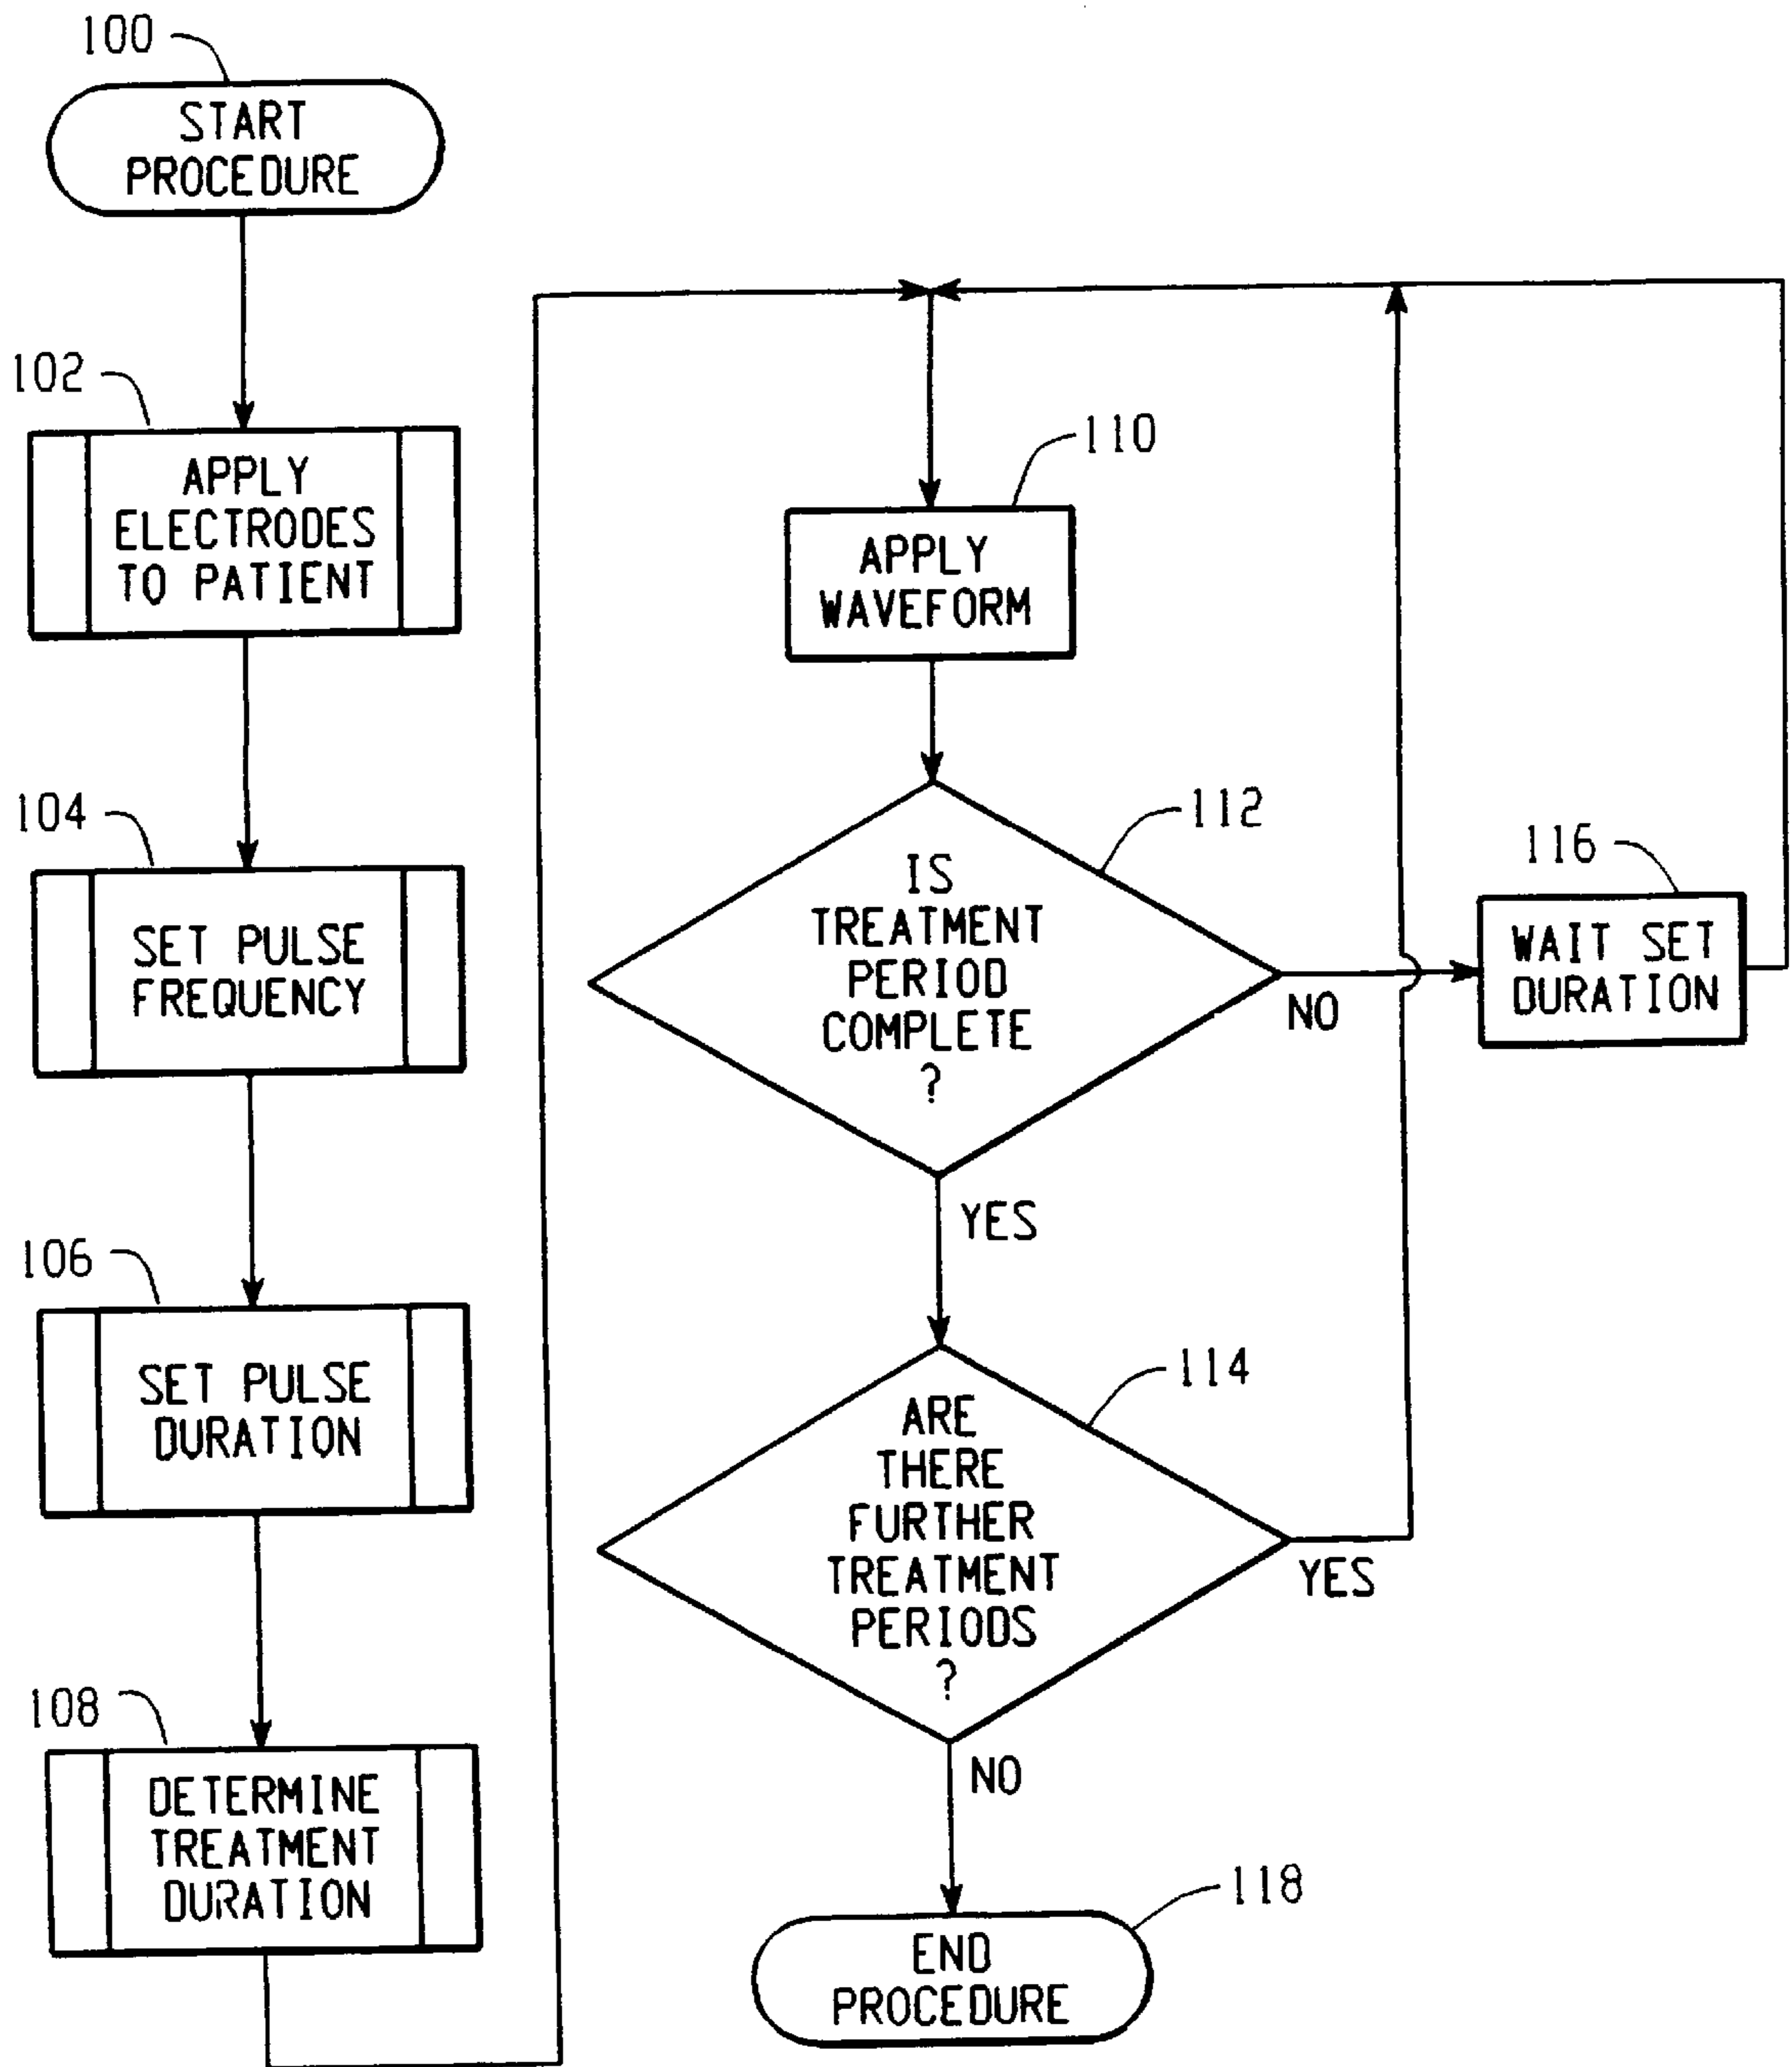 100
START
PROCEDURE
102
APPLY
ELECTRODES
TO PATIENT
104
SET PULSE
FREQUENCY
106
SET PULSE
DURATION
108
DETERMINE
TREATMENT
DURATION
110
APPLY
WAVEFORM
112
IS
TREATMENT
PERIOD
COMPLETE
?
NO
116
WAIT SET
DURATION
YES
114
ARE
THERE
FURTHER
TREATMENT
PERIODS
?
YES
NO
118
END
PROCEDURE